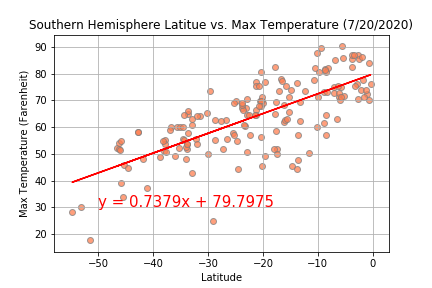 Southern Hemisphere Latitue vs. Max Temperature (7/20/2020)
Max Temperature (Farenheit)
90
80
70
60
50
40
30
20
y = 0.7379x + 79.7975
−50 −40 −30 −20 −10 0
Latitude